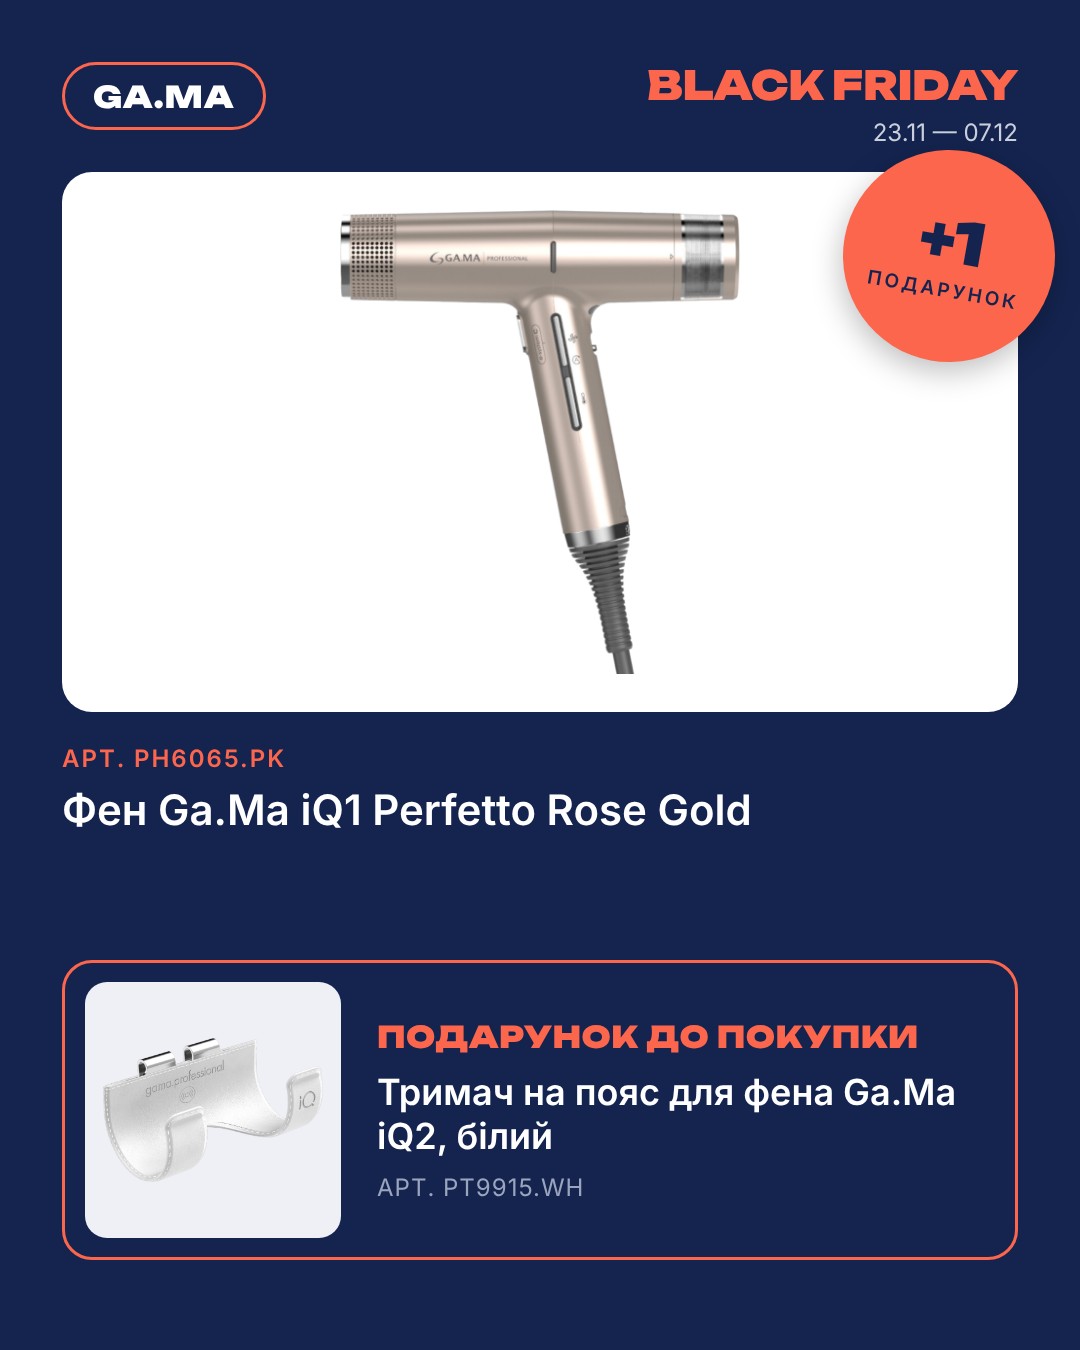 GA.MA
BLACK FRIDAY
23.11 — 07.12
+1
ПОДАРУНОК
GA.MA PROFESSIONAL
АРТ. PH6065.PK
Фен Ga.Ma iQ1 Perfetto Rose Gold
gama.professional
iQ
ПОДАРУНОК ДО ПОКУПКИ
Тримач на пояс для фена Ga.Ma
iQ2, білий
АРТ. PT9915.WH